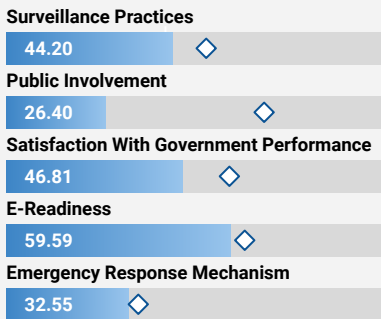 Surveillance Practices
44.20
Public Involvement
26.40
Satisfaction With Government Performance
46.81
E-Readiness
59.59
Emergency Response Mechanism
32.55